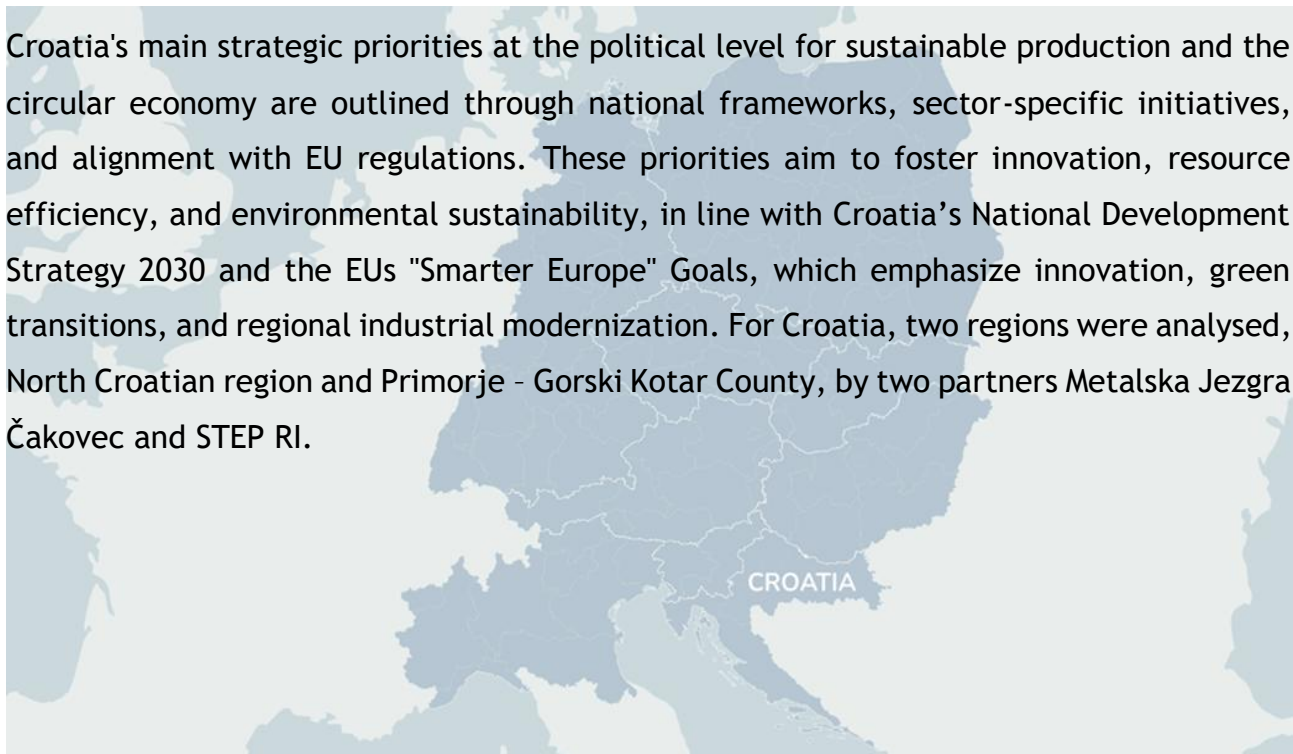 Croatia's main strategic priorities at the political level for sustainable production and the
circular economy are outlined through national frameworks, sector-specific initiatives,
and alignment with EU regulations. These priorities aim to foster innovation, resource
efficiency, and environmental sustainability, in line with Croatia’s National Development
Strategy 2030 and the EUs "Smarter Europe" Goals, which emphasize innovation, green
transitions, and regional industrial modernization. For Croatia, two regions were analysed,
North Croatian region and Primorje – Gorski Kotar County, by two partners Metalska Jezgra
Čakovec and STEP RI.
CROATIA